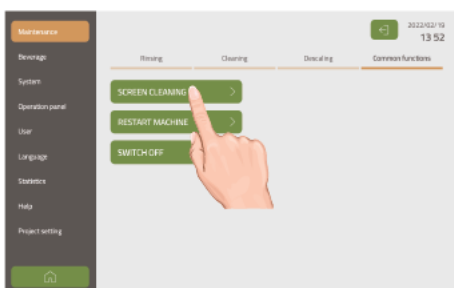 Maintenance
2022/02/19
13 52
Beverage
Rinsing
Cleaning
Descaling
Common functions
System
SCREEN CLEANING
Operation panel
RESTART MACHINE
User
SWITCH OFF
Language
Statistics
Help
Project setting